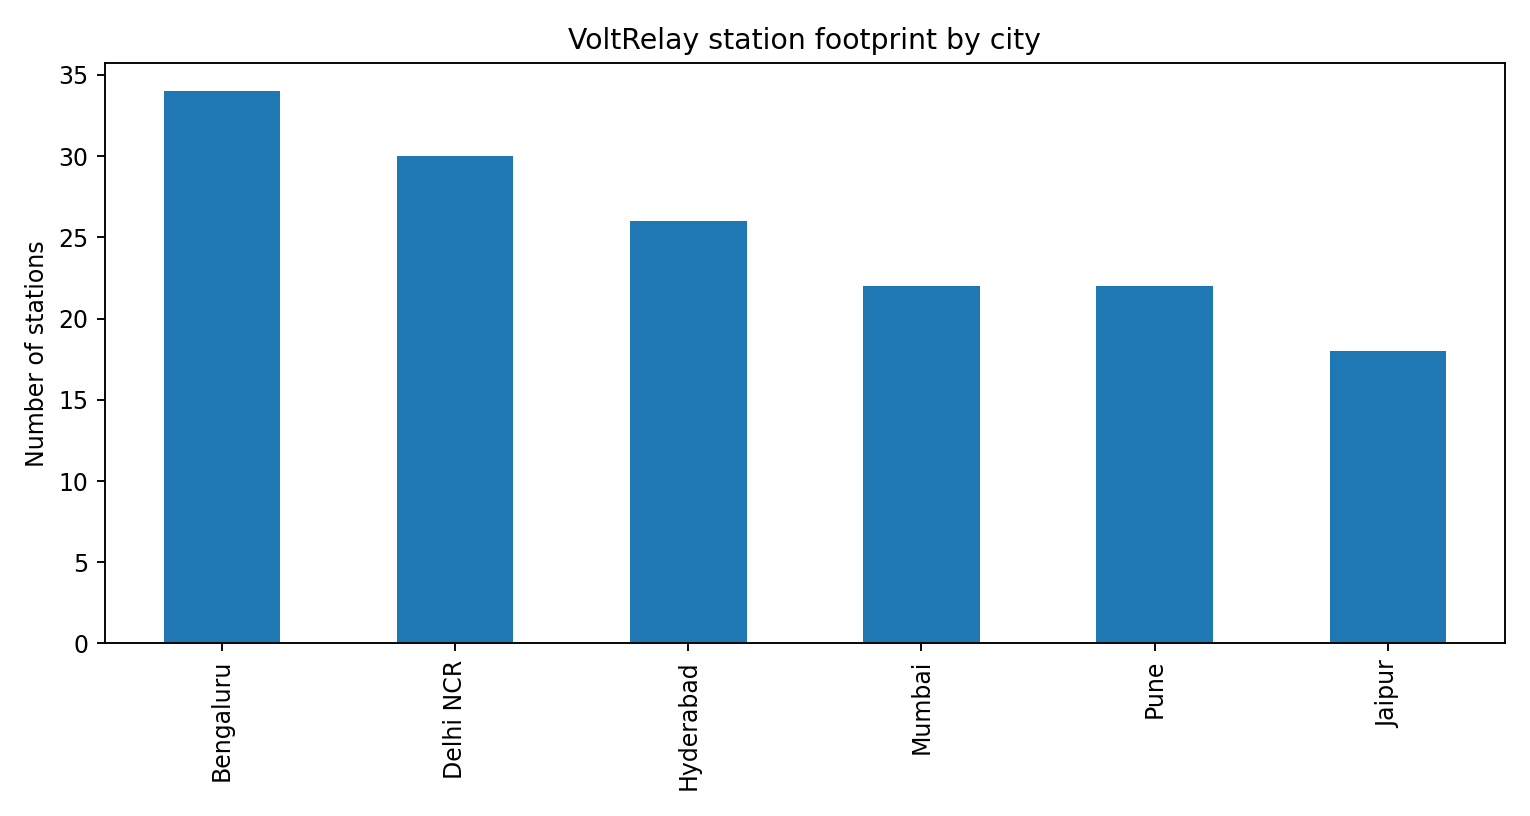 VoltRelay station footprint by city
Number of stations
35
30
25
20
15
10
5
0
Bengaluru
Delhi NCR
Hyderabad
Mumbai
Pune
Jaipur